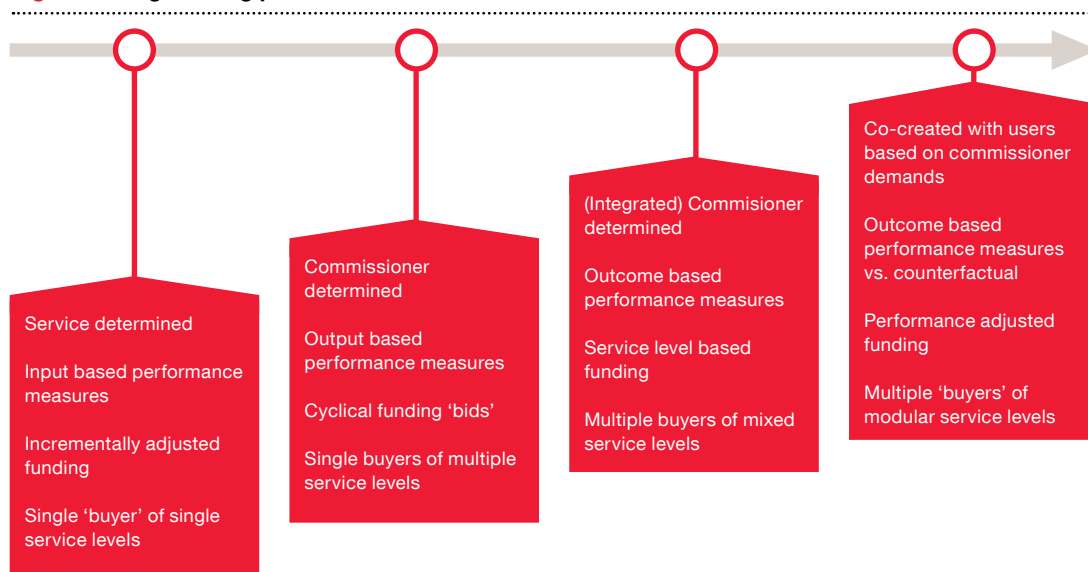 Service determined
Input based performance
measures
Incrementally adjusted
funding
Single ‘buyer’ of single
service levels
Commissioner
determined
Output based
performance measures
Cyclical funding ‘bids’
Single buyers of multiple
service levels
(Integrated) Commisioner
determined
Outcome based
performance measures
Service level based
funding
Multiple buyers of mixed
service levels
Co-created with users
based on commissioner
demands
Outcome based
performance measures
vs. counterfactual
Performance adjusted
funding
Multiple ‘buyers’ of
modular service levels